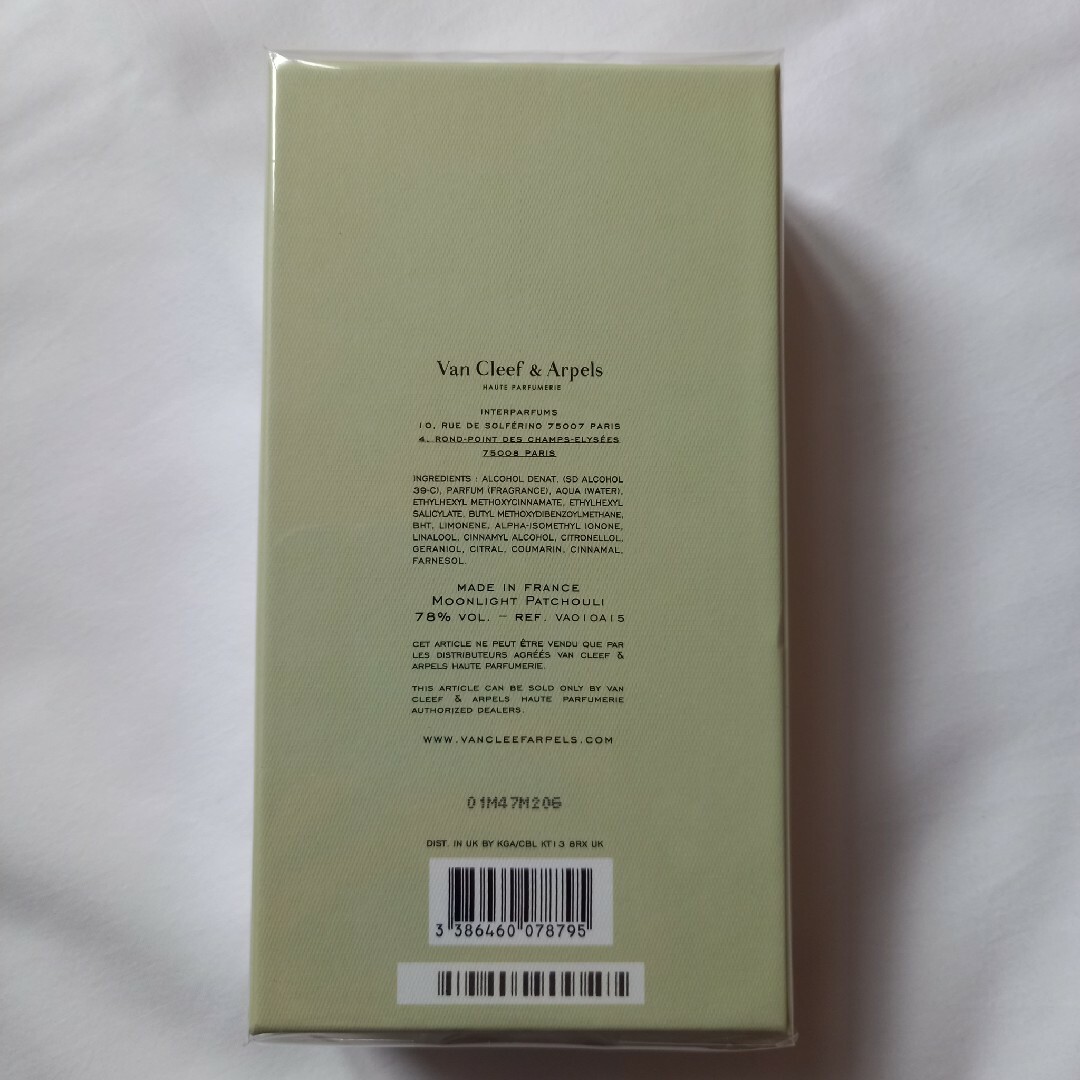 Van Cleef & Arpels
HAUTE PARFUMERIE
INTERPARFUMS
10, RUE DE SOLFÉRINO 75007 PARIS
4, ROND-POINT DES CHAMPS-ELYSÉES
75008 PARIS
INGREDIENTS : ALCOHOL DENAT. (SD ALCOHOL
39-C), PARFUM (FRAGRANCE), AQUA (WATER),
ETHYLHEXYL METHOXYCINNAMATE, ETHYLHEXYL
SALICYLATE, BUTYL METHOXYDIBENZOYLMETHANE,
BHT, LIMONENE, ALPHA-ISOMETHYL IONONE,
LINALOOL, CINNAMYL ALCOHOL, CITRONELLOL,
GERANIOL, CITRAL, COUMARIN, CINNAMAL,
FARNESOL.
MADE IN FRANCE
MOONLIGHT PATCHOULI
78% VOL. – REF. VA010A15
CET ARTICLE NE PEUT ÊTRE VENDU QUE PAR
LES DISTRIBUTEURS AGRÉÉS VAN CLEEF &
ARPELS HAUTE PARFUMERIE.
THIS ARTICLE CAN BE SOLD ONLY BY VAN
CLEEF & ARPELS HAUTE PARFUMERIE
AUTHORIZED DEALERS.
WWW.VANCLEEFARPELS.COM
01M47M206
DIST. IN UK BY KGA/CBL KT13 8RX UK
3 386460 078795